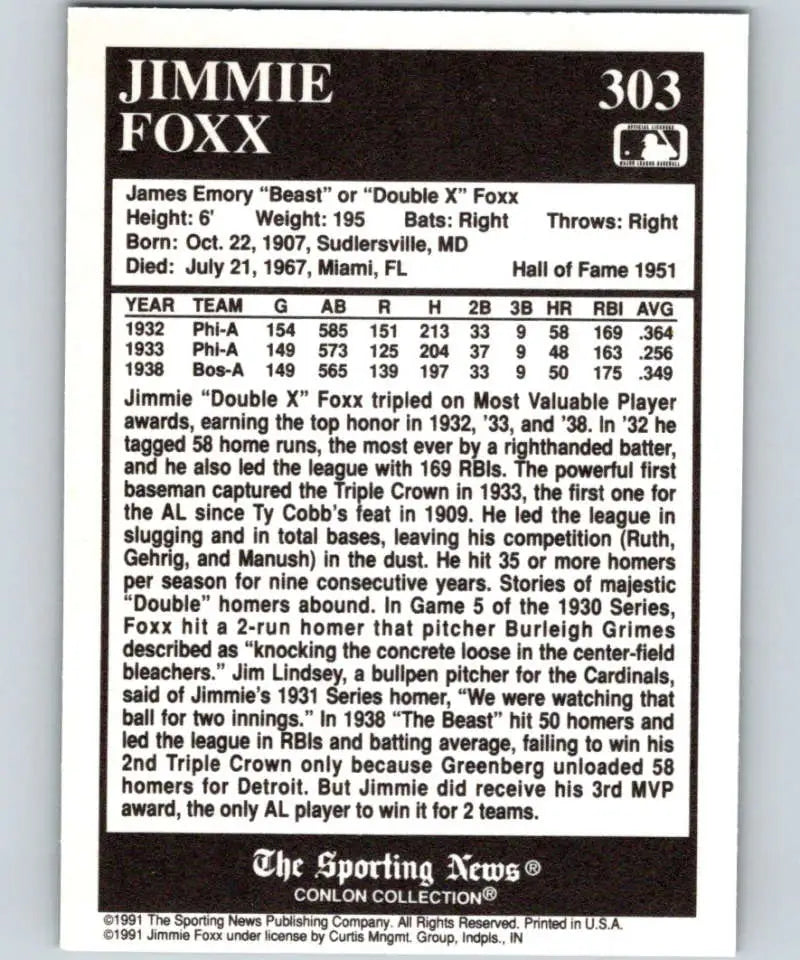 JIMMIE
FOXX
303
OFFICIAL LICENSEE
MAJOR LEAGUE BASEBALL
James Emory “Beast” or “Double X” Foxx
Height: 6' Weight: 195 Bats: Right Throws: Right
Born: Oct. 22, 1907, Sudlersville, MD
Died: July 21, 1967, Miami, FL Hall of Fame 1951
YEAR TEAM G AB R H 2B 3B HR RBI AVG
1932 Phi-A 154 585 151 213 33 9 58 169 .364
1933 Phi-A 149 573 125 204 37 9 48 163 .256
1938 Bos-A 149 565 139 197 33 9 50 175 .349
Jimmie “Double X” Foxx tripled on Most Valuable Player
awards, earning the top honor in 1932, '33, and '38. In '32 he
tagged 58 home runs, the most ever by a righthanded batter,
and he also led the league with 169 RBIs. The powerful first
baseman captured the Triple Crown in 1933, the first one for
the AL since Ty Cobb's feat in 1909. He led the league in
slugging and in total bases, leaving his competition (Ruth,
Gehrig, and Manush) in the dust. He hit 35 or more homers
per season for nine consecutive years. Stories of majestic
“Double” homers abound. In Game 5 of the 1930 Series,
Foxx hit a 2-run homer that pitcher Burleigh Grimes
described as “knocking the concrete loose in the center-field
bleachers.” Jim Lindsey, a bullpen pitcher for the Cardinals,
said of Jimmie's 1931 Series homer, “We were watching that
ball for two innings.” In 1938 “The Beast” hit 50 homers and
led the league in RBIs and batting average, failing to win his
2nd Triple Crown only because Greenberg unloaded 58
homers for Detroit. But Jimmie did receive his 3rd MVP
award, the only AL player to win it for 2 teams.
The Sporting News®
CONLON COLLECTION®
©1991 The Sporting News Publishing Company. All Rights Reserved. Printed in U.S.A.
©1991 Jimmie Foxx under license by Curtis Mngmt. Group, Indpls., IN